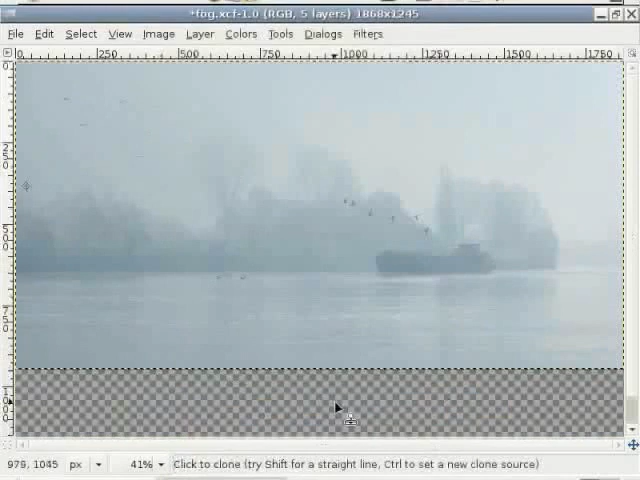 *fog.xcf-1.0 (RGB, 5 layers) 1868x1245
File Edit Select View Image Layer Colors Tools Dialogs Filters
0 250 500 750 1000 1250 1500 1750
979, 1045 px 41% Click to clone (try Shift for a straight line, Ctrl to set a new clone source)